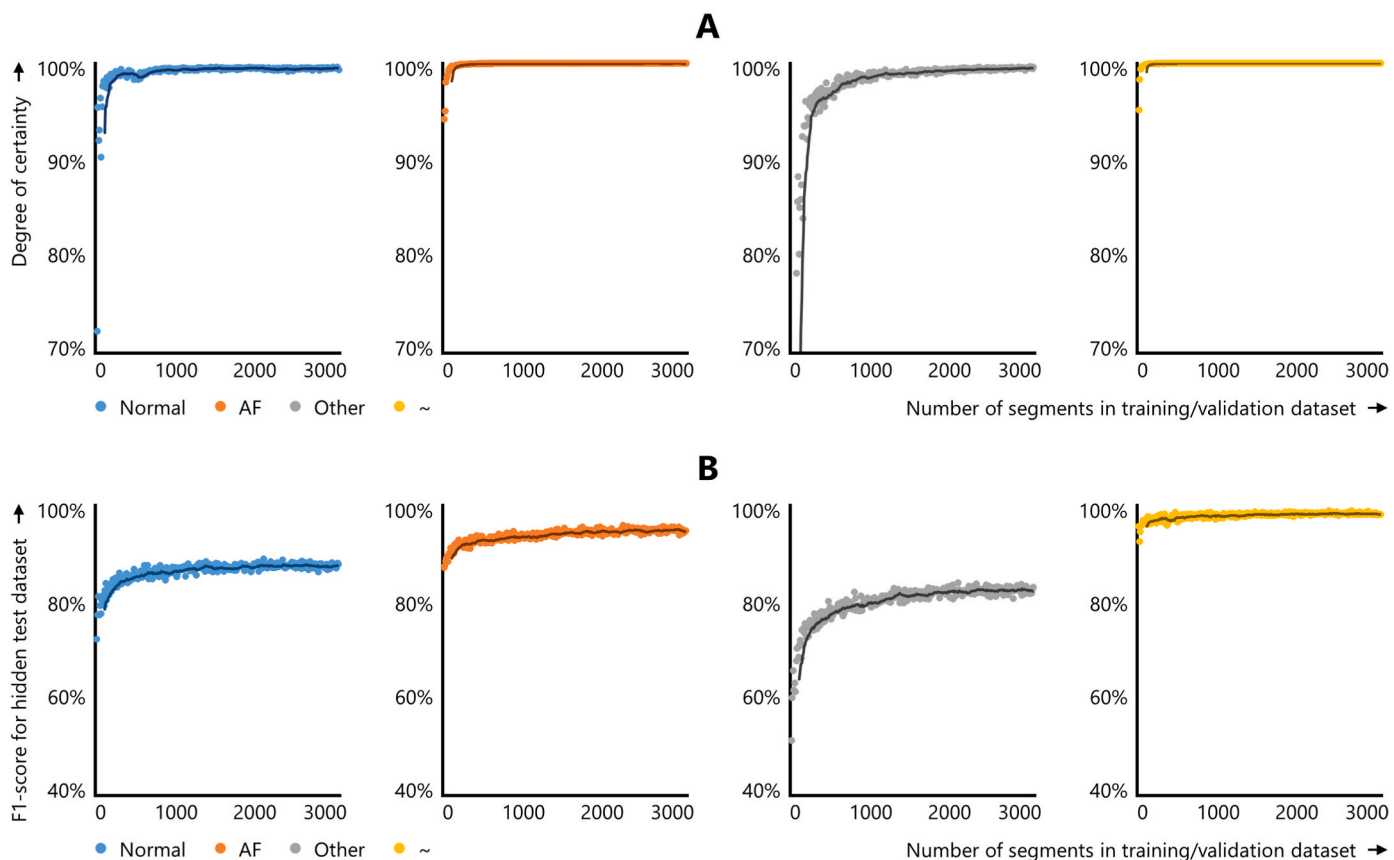 A
Degree of certainty →
100%
90%
80%
70%
0 1000 2000 3000
100%
90%
80%
70%
0 1000 2000 3000
100%
90%
80%
70%
0 1000 2000 3000
100%
90%
80%
70%
0 1000 2000 3000
Normal AF Other ~
Number of segments in training/validation dataset →
B
F1-score for hidden test dataset →
100%
80%
60%
40%
0 1000 2000 3000
100%
80%
60%
40%
0 1000 2000 3000
100%
80%
60%
40%
0 1000 2000 3000
100%
80%
60%
40%
0 1000 2000 3000
Normal AF Other ~
Number of segments in training/validation dataset →